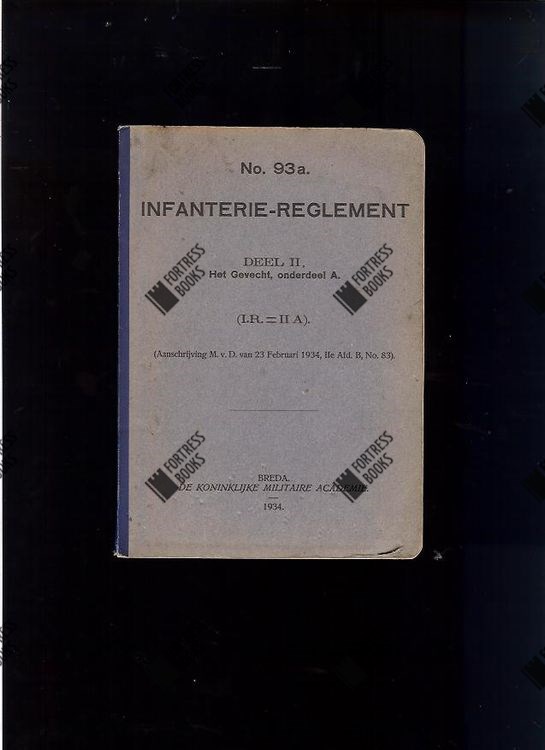 No. 93a.
INFANTERIE-REGLEMENT
DEEL II,
Het Gevecht, onderdeel A.
FORTRESS BOOKS
FORTRESS BOOKS
(I.R. = II A).
(Aanschrijving M. v. D. van 23 Februari 1934, IIe Afd. B, No. 83).
FORTRESS BOOKS
FORTRESS BOOKS
BREDA.
DE KONINKLIJKE MILITAIRE ACADEMIE.
1934.